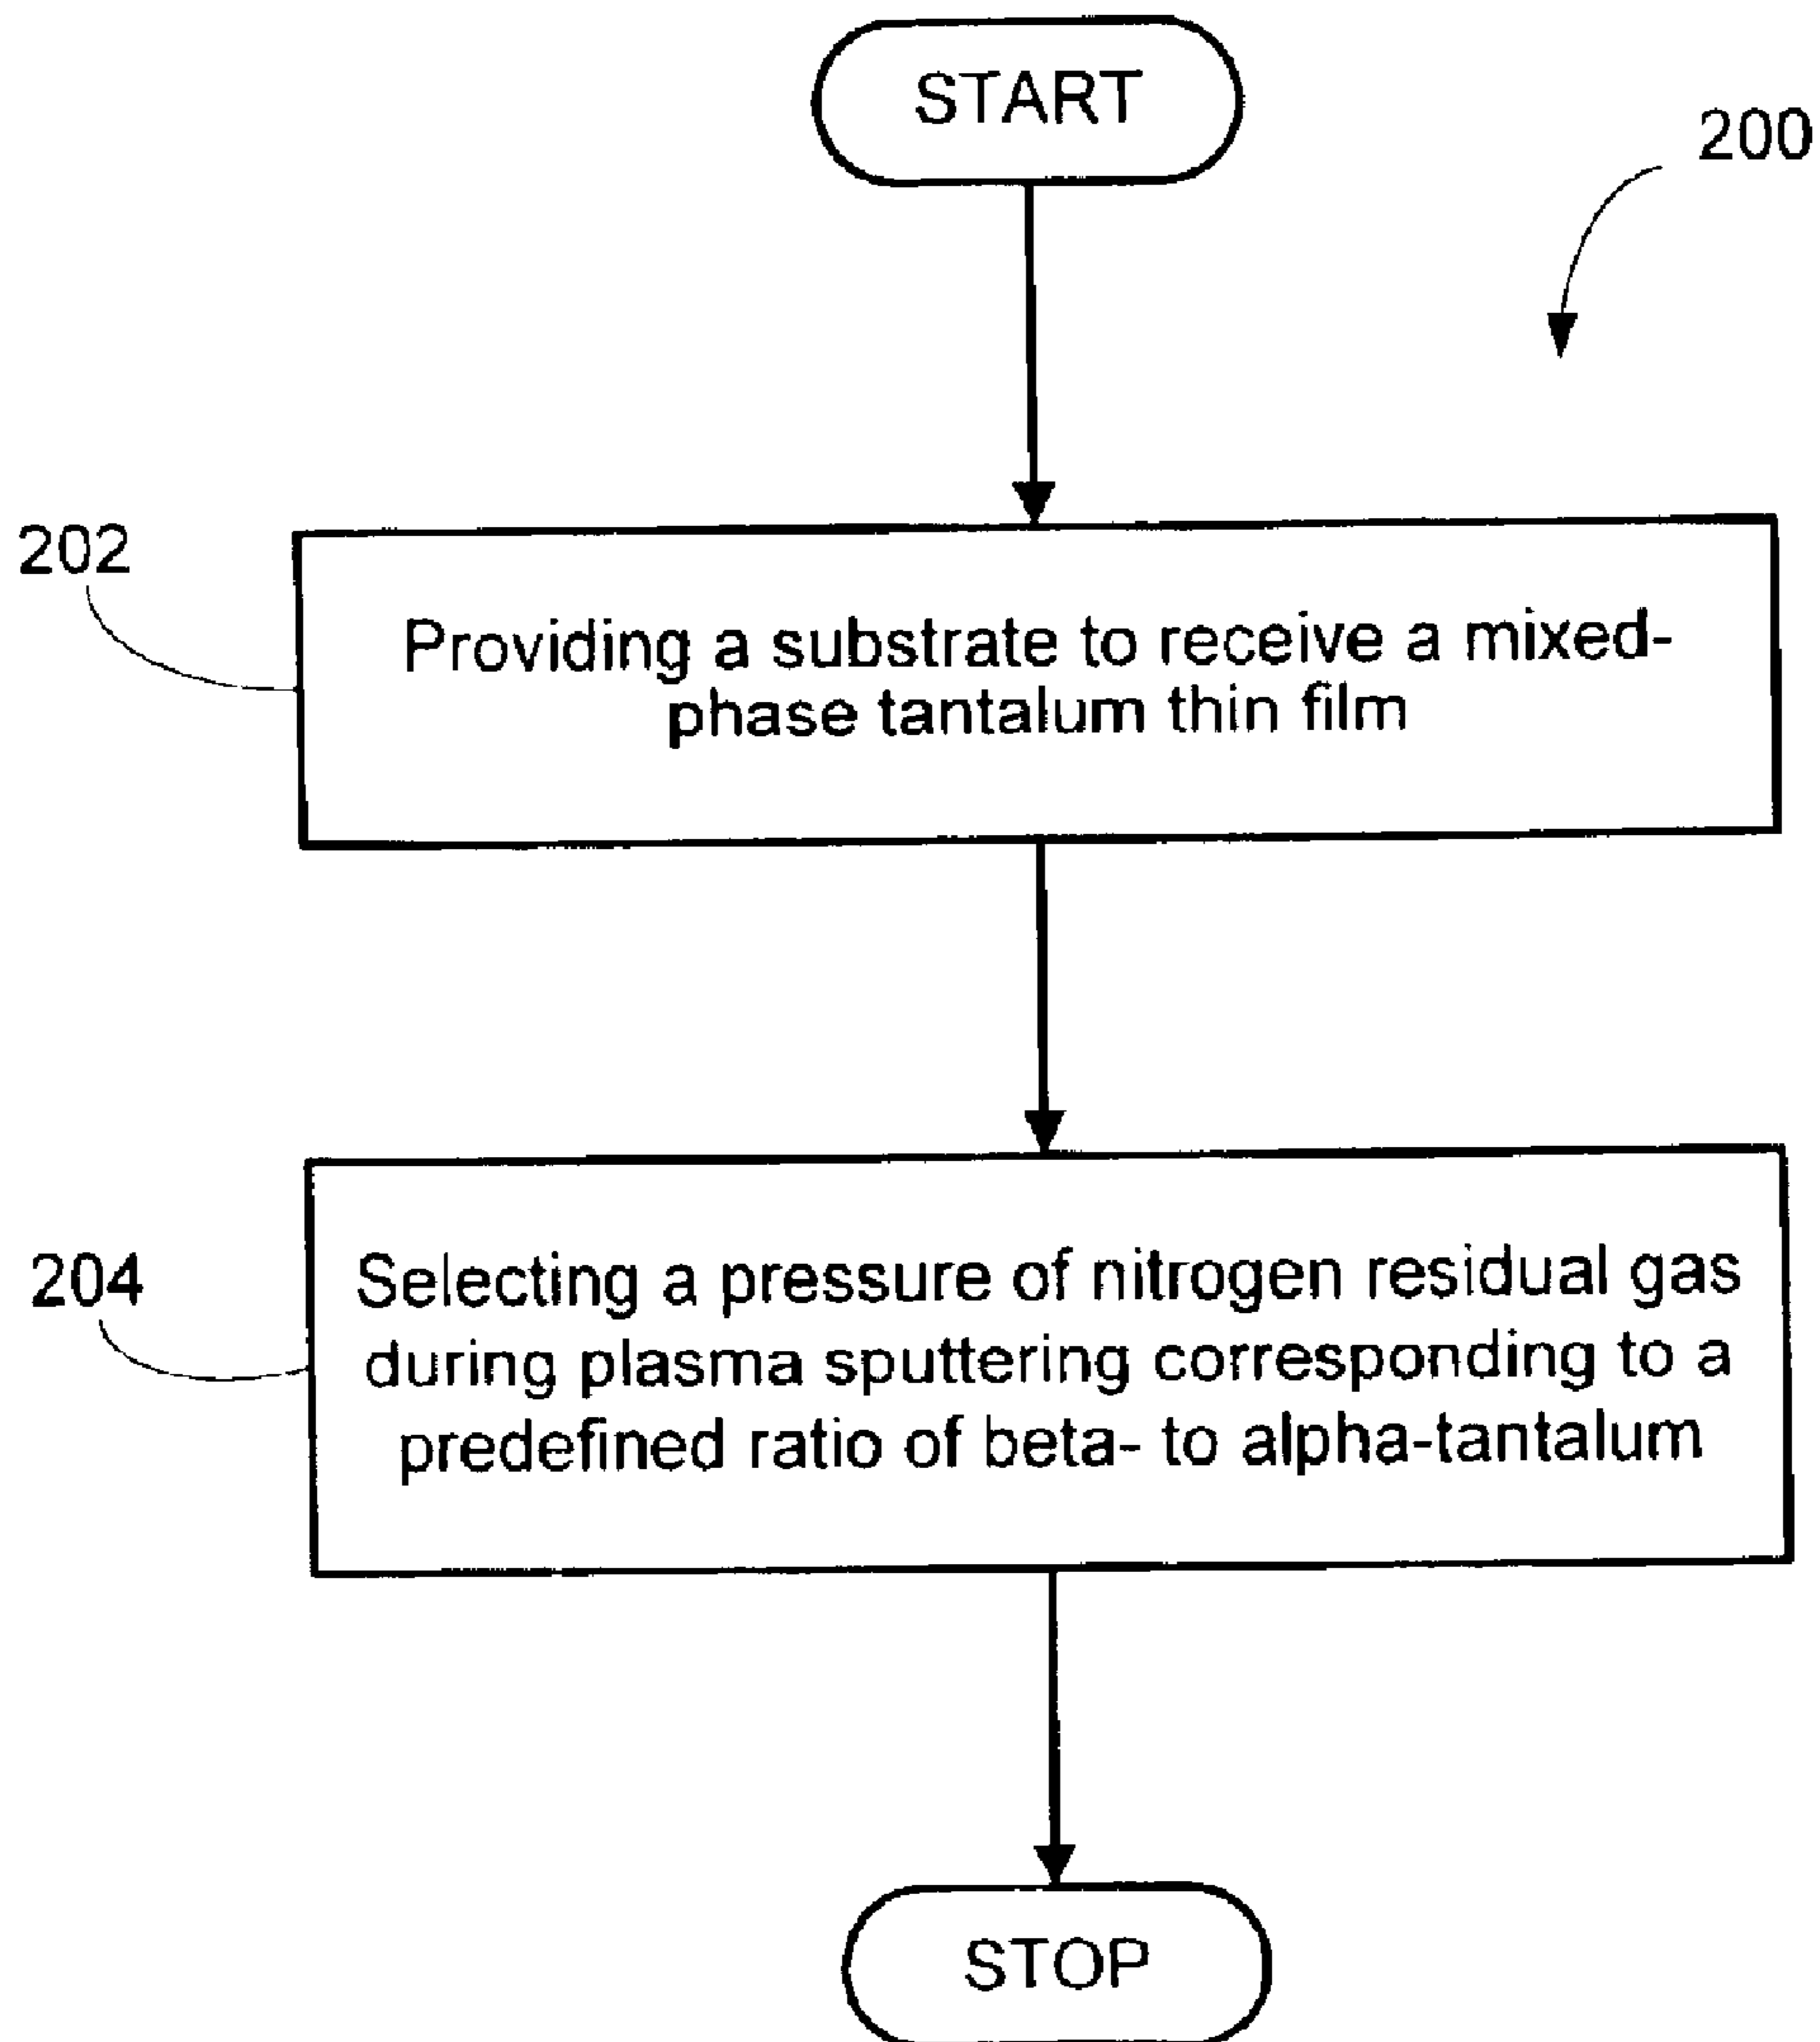 START
200
202
Providing a substrate to receive a mixed-
phase tantalum thin film
204
Selecting a pressure of nitrogen residual gas
during plasma sputtering corresponding to a
predefined ratio of beta- to alpha-tantalum
STOP